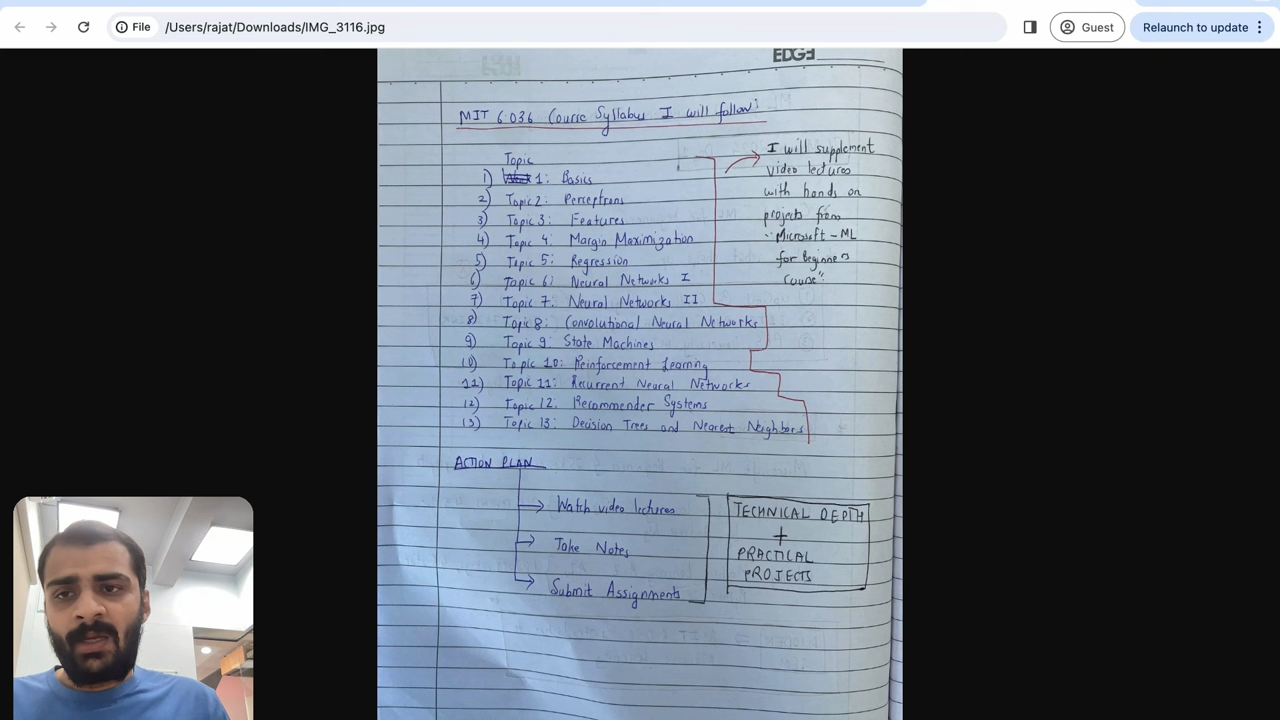 File
/Users/rajat/Downloads/IMG_3116.jpg
Guest
Relaunch to update
EDGE
MIT 6.036 Course Syllabus I will follow:
Topic
1) 1: Basics
2) Topic 2: Perceptrons
3) Topic 3: Features
4) Topic 4: Margin Maximization
5) Topic 5: Regression
6) Topic 6: Neural Networks I
7) Topic 7: Neural Networks II
8) Topic 8: Convolutional Neural Networks
9) Topic 9: State Machines
10) Topic 10: Reinforcement Learning
11) Topic 11: Recurrent Neural Networks
12) Topic 12: Recommender Systems
13) Topic 13: Decision Trees and Nearest Neighbors
I will supplement
video lectures
with hands on
projects from
"Microsoft - ML
for Beginners
course".
ACTION PLAN
Watch video lectures
Take Notes
Submit Assignments
TECHNICAL DEPTH
+
PRACTICAL
PROJECTS